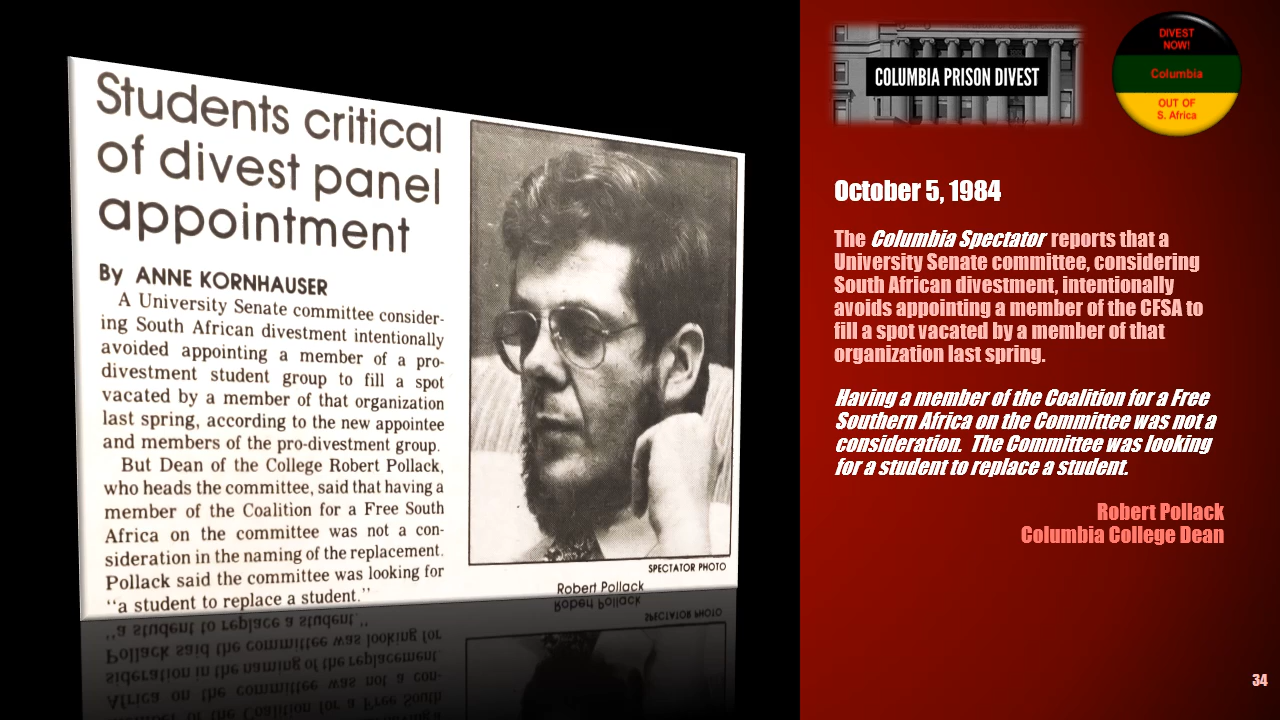 Students critical
of divest panel
appointment
By ANNE KORNHAUSER
A University Senate committee consider-
ing South African divestment intentionally
avoided appointing a member of a pro-
divestment student group to fill a spot
vacated by a member of that organization
last spring, according to the new appointee
and members of the pro-divestment group.
But Dean of the College Robert Pollack,
who heads the committee, said that having a
member of the Coalition for a Free South
Africa on the committee was not a con-
sideration in the naming of the replacement.
Pollack said the committee was looking for
"a student to replace a student."
SPECTATOR PHOTO
Robert Pollack
COLUMBIA PRISON DIVEST
DIVEST
NOW!
Columbia
OUT OF
S. Africa
October 5, 1984
The Columbia Spectator reports that a
University Senate committee, considering
South African divestment, intentionally
avoids appointing a member of the CFSA to
fill a spot vacated by a member of that
organization last spring.
Having a member of the Coalition for a Free
Southern Africa on the Committee was not a
consideration. The Committee was looking
for a student to replace a student.
Robert Pollack
Columbia College Dean
34